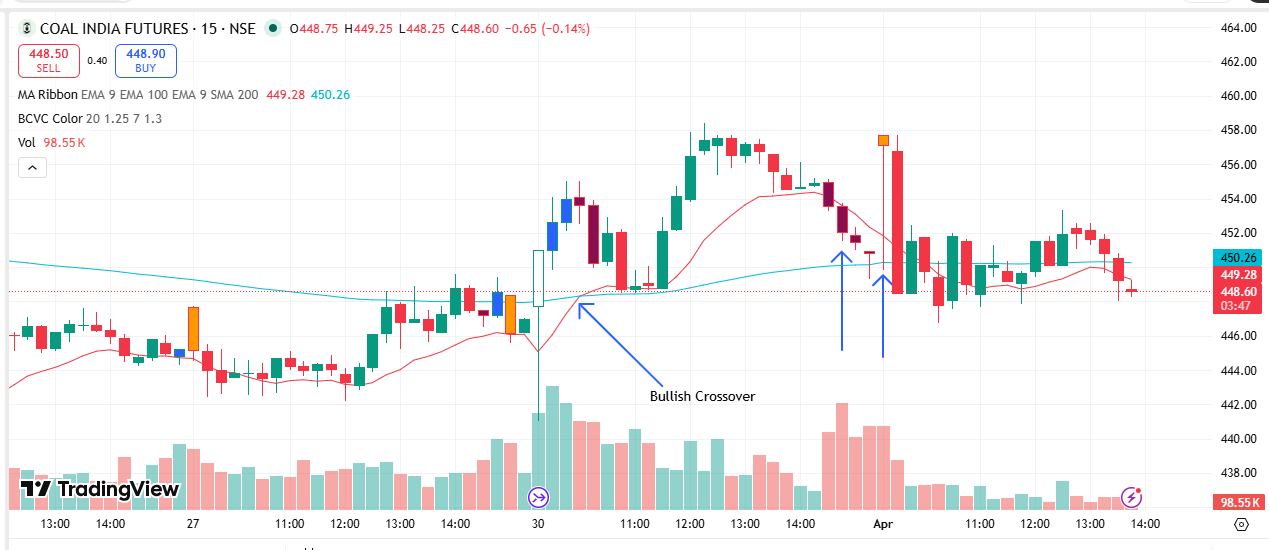 COAL INDIA FUTURES · 15 · NSE O448.75 H449.25 L448.25 C448.60 −0.65 (−0.14%)
448.50 0.40 448.90
SELL BUY
MA Ribbon EMA 9 EMA 100 EMA 9 SMA 200 449.28 450.26
BCVC Color 20 1.25 7 1.3
Vol 98.55 K
464.00
462.00
460.00
458.00
456.00
454.00
452.00
450.26
449.28
448.60
03:47
446.00
444.00
442.00
440.00
438.00
98.55 K
Bullish Crossover
TradingView
13:00 14:00 27 11:00 12:00 13:00 14:00 30 11:00 12:00 13:00 14:00 Apr 11:00 12:00 13:00 14:00